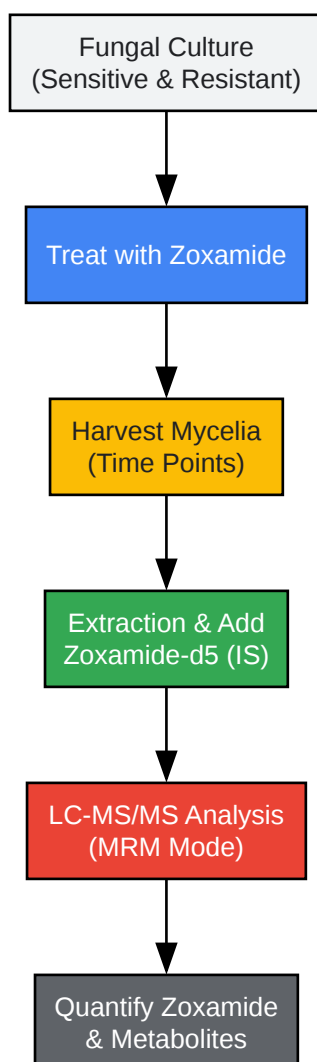 Fungal Culture
(Sensitive & Resistant)
Treat with Zoxamide
Harvest Mycelia
(Time Points)
Extraction & Add
Zoxamide-d5 (IS)
LC-MS/MS Analysis
(MRM Mode)
Quantify Zoxamide
& Metabolites